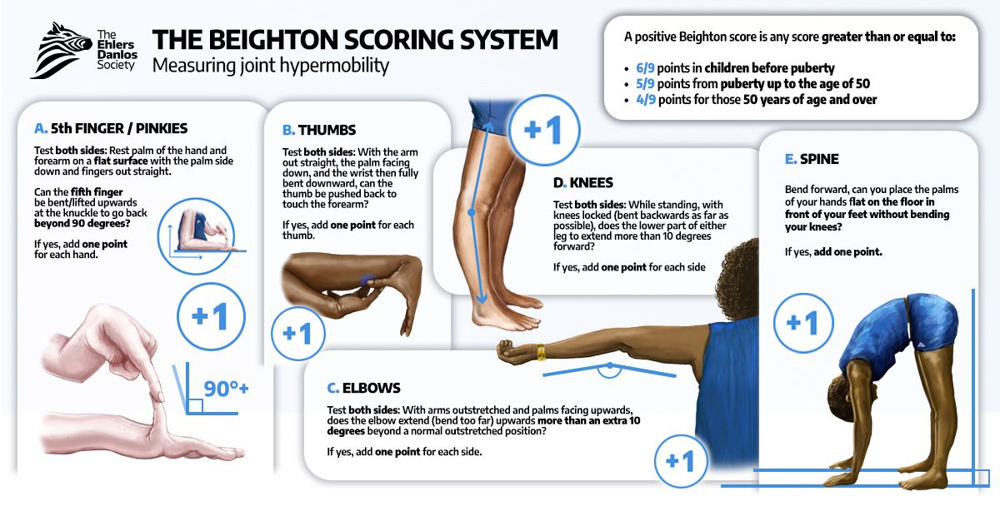 The
Ehlers
Danlos
Society
THE BEIGHTON SCORING SYSTEM
Measuring joint hypermobility
A positive Beighton score is any score greater than or equal to:
• 6/9 points in children before puberty
• 5/9 points from puberty up to the age of 50
• 4/9 points for those 50 years of age and over
A. 5th FINGER / PINKIES
Test both sides: Rest palm of the hand and
forearm on a flat surface with the palm side
down and fingers out straight.
Can the fifth finger
be bent/lifted upwards
at the knuckle to go back
beyond 90 degrees?
If yes, add one point
for each hand.
+1
90°+
B. THUMBS
Test both sides: With the arm
out straight, the palm facing
down, and the wrist then fully
bent downward, can the
thumb be pushed back to
touch the forearm?
If yes, add one point for each
thumb.
+1
C. ELBOWS
Test both sides: With arms outstretched and palms facing upwards,
does the elbow extend (bend too far) upwards more than an extra 10
degrees beyond a normal outstretched position?
If yes, add one point for each side.
+1
+1
D. KNEES
Test both sides: While standing, with
knees locked (bent backwards as far as
possible), does the lower part of either
leg to extend more than 10 degrees
forward?
If yes, add one point for each side
E. SPINE
Bend forward, can you place the palms
of your hands flat on the floor in
front of your feet without bending
your knees?
If yes, add one point.
+1